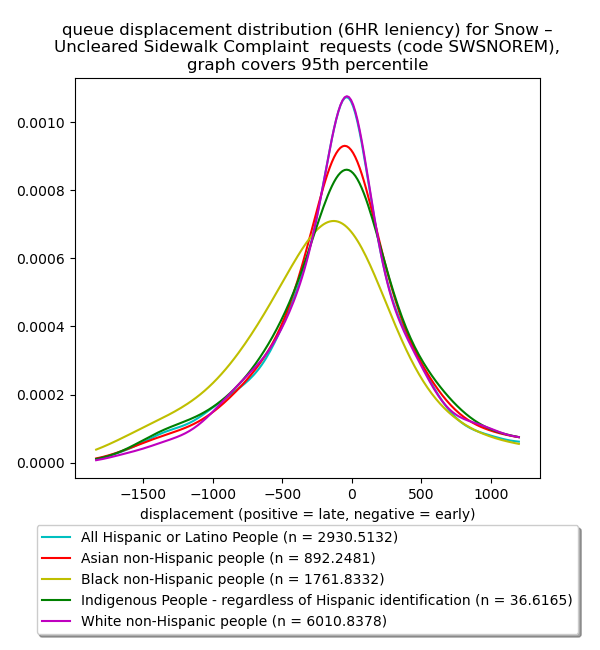 queue displacement distribution (6HR leniency) for Snow –
Uncleared Sidewalk Complaint  requests (code SWSNOREM),
graph covers 95th percentile
0.0010
0.0008
0.0006
0.0004
0.0002
0.0000
−1500 −1000 −500 0 500 1000
displacement (positive = late, negative = early)
All Hispanic or Latino People (n = 2930.5132)
Asian non-Hispanic people (n = 892.2481)
Black non-Hispanic people (n = 1761.8332)
Indigenous People - regardless of Hispanic identification (n = 36.6165)
White non-Hispanic people (n = 6010.8378)